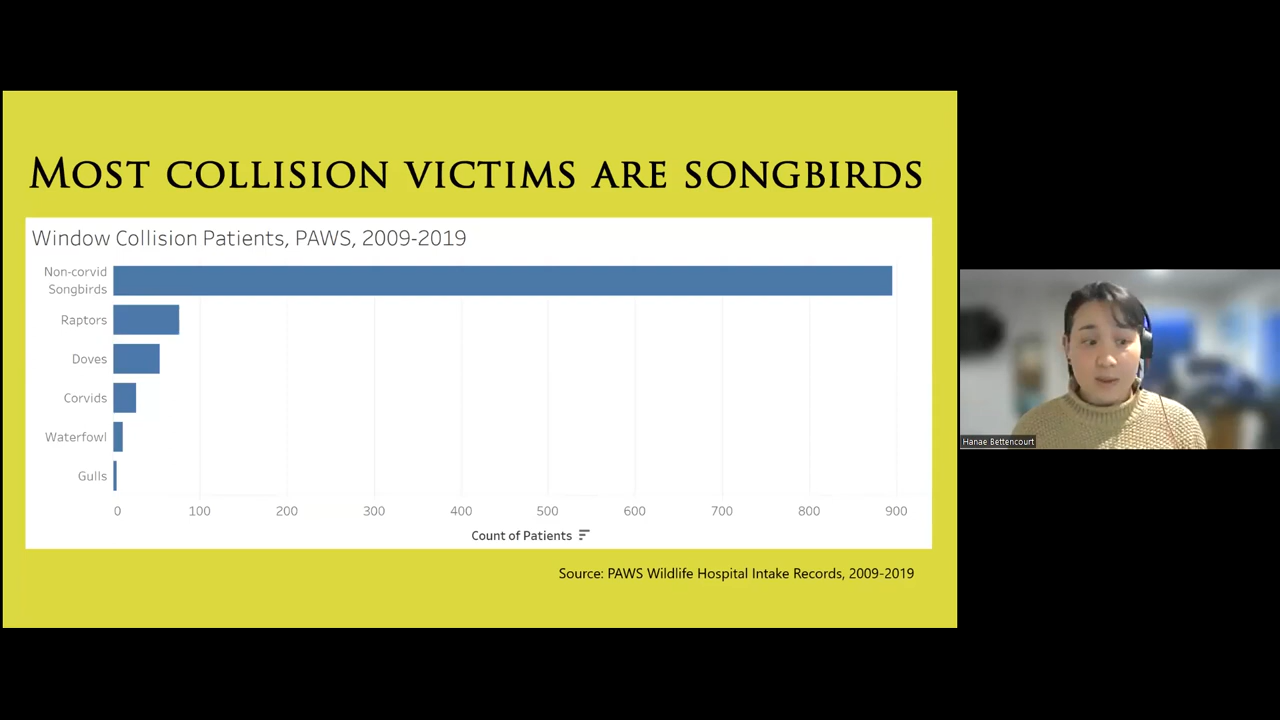 MOST COLLISION VICTIMS ARE SONGBIRDS
Window Collision Patients, PAWS, 2009-2019
Non-corvid
Songbirds
Raptors
Doves
Corvids
Waterfowl
Gulls
0 100 200 300 400 500 600 700 800 900
Count of Patients
Source: PAWS Wildlife Hospital Intake Records, 2009-2019
Hanae Bettencourt